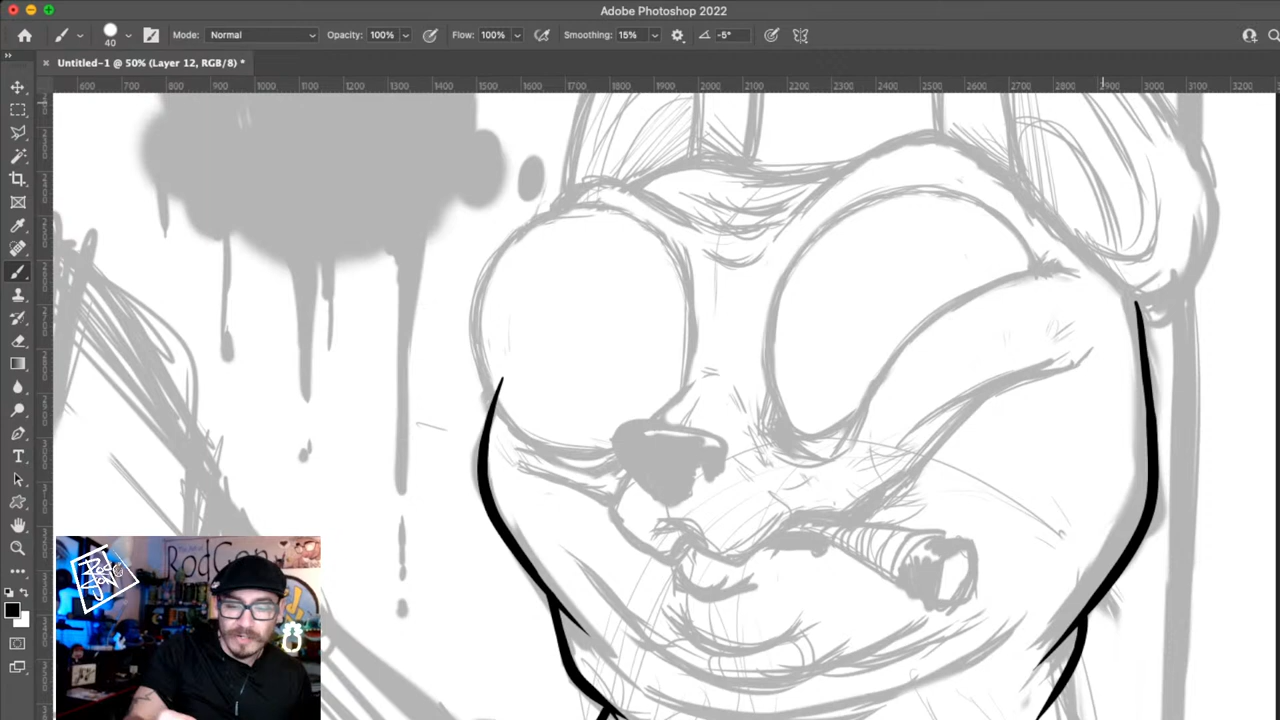 Adobe Photoshop 2022
40 Mode: Normal Opacity: 100% Flow: 100% Smoothing: 15% -5°
× Untitled-1 @ 50% (Layer 12, RGB/8) *
600 700 800 900 1000 1100 1200 1300 1400 1500 1600 1700 1800 1900 2000 2100 2200 2300 2400 2500 2600 2700 2800 2900 3000 3100 3200